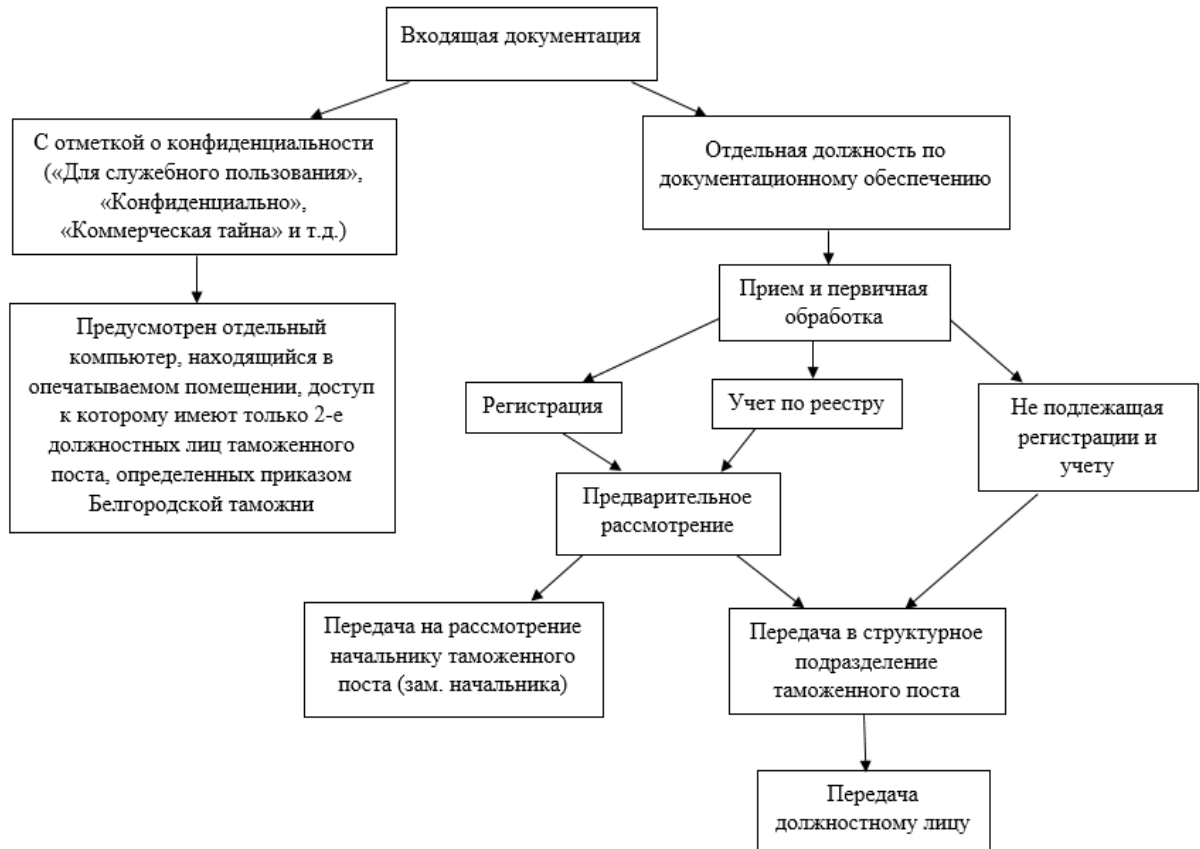 Входящая документация
С отметкой о конфиденциальности
(«Для служебного пользования»,
«Конфиденциально»,
«Коммерческая тайна» и т.д.)
Отдельная должность по
документационному обеспечению
Предусмотрен отдельный
компьютер, находящийся в
опечатываемом помещении, доступ
к которому имеют только 2-е
должностных лиц таможенного
поста, определенных приказом
Белгородской таможни
Прием и первичная
обработка
Регистрация
Учет по реестру
Не подлежащая
регистрации и
учету
Предварительное
рассмотрение
Передача на рассмотрение
начальнику таможенного
поста (зам. начальника)
Передача в структурное
подразделение
таможенного поста
Передача
должностному лицу